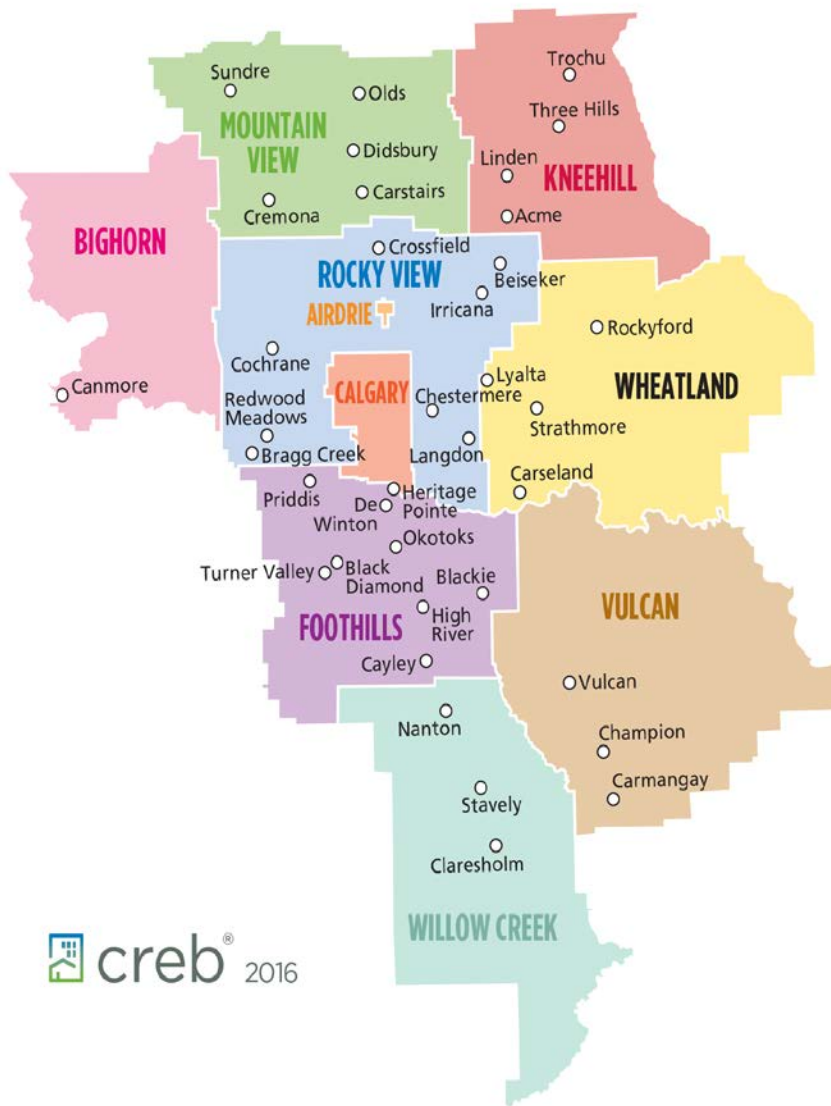 Sundre
Olds
MOUNTAIN
VIEW
Didsbury
Carstairs
Cremona
Trochu
Three Hills
Linden
KNEEHILL
Acme
BIGHORN
Canmore
Crossfield
ROCKY VIEW
Beiseker
Irricana
AIRDRIE
Cochrane
CALGARY
Chestermere
Redwood
Meadows
Bragg Creek
Langdon
Rockyford
Lyalta
WHEATLAND
Strathmore
Carseland
Priddis
Heritage
Pointe
De
Winton
Okotoks
Turner Valley
Black
Diamond
Blackie
FOOTHILLS
High
River
Cayley
VULCAN
Vulcan
Champion
Carmangay
Nanton
Stavely
Claresholm
WILLOW CREEK
creb® 2016